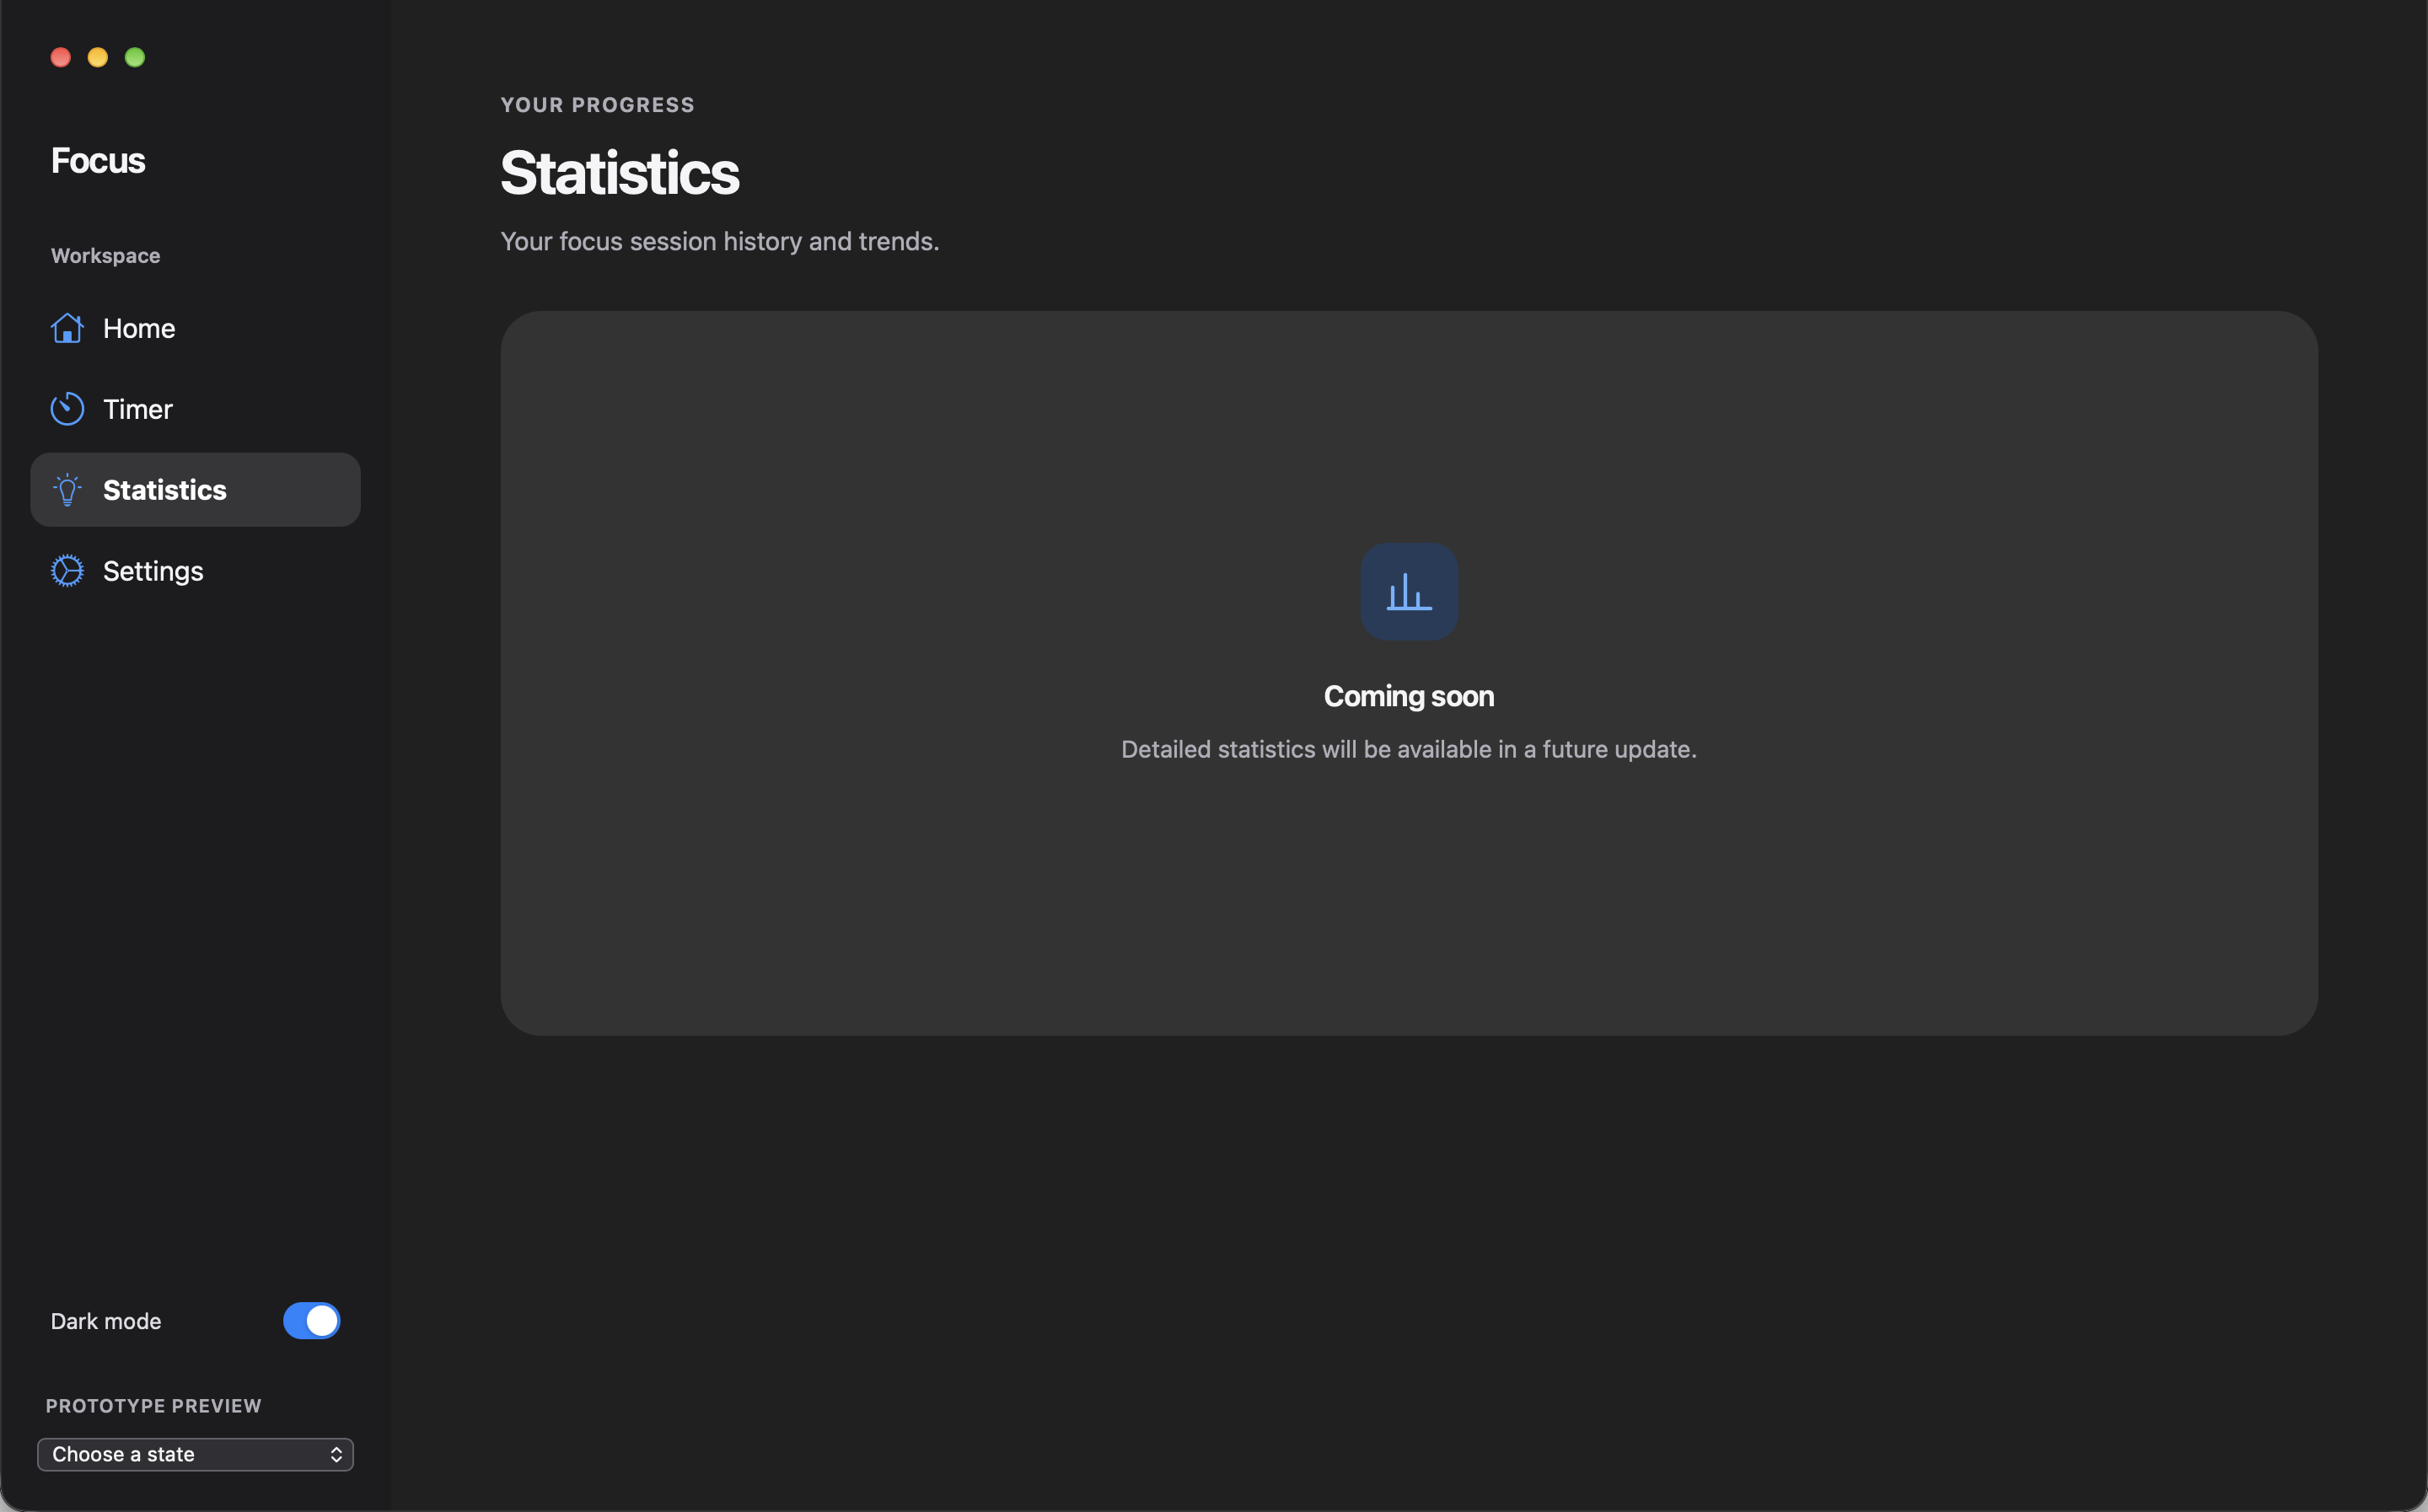 Focus
Workspace
Home
Timer
Statistics
Settings
Dark mode
PROTOTYPE PREVIEW
Choose a state
YOUR PROGRESS
Statistics
Your focus session history and trends.
Coming soon
Detailed statistics will be available in a future update.